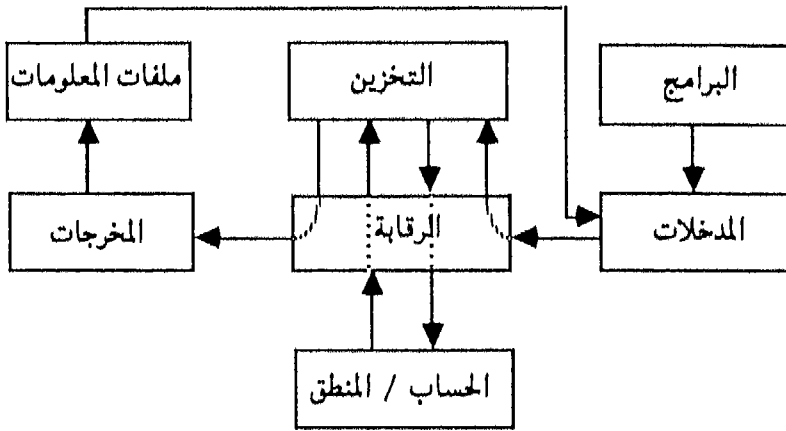 البرامج
التخزين
ملفات المعلومات
المدخلات
الرقابة
المخرجات
الحساب / المنطق